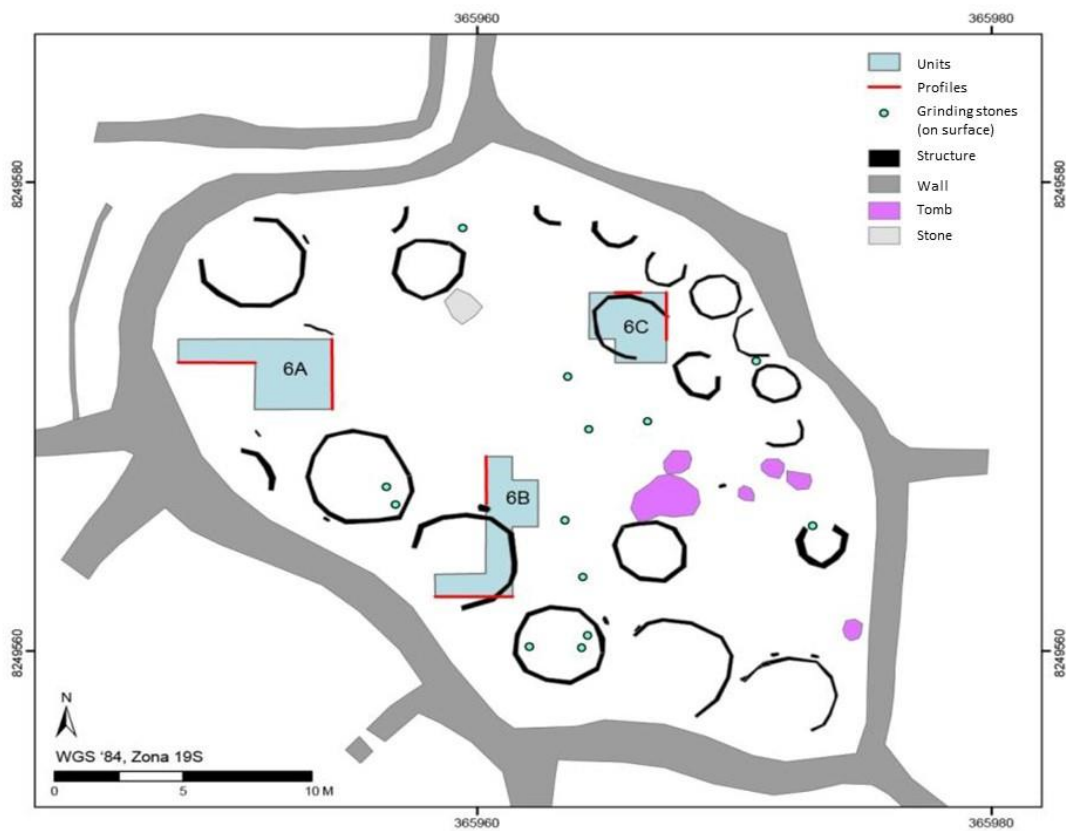 365960
365980
8249580
8249580
Units
Profiles
Grinding stones
(on surface)
Structure
Wall
Tomb
Stone
6C
6A
6B
8249560
8249560
N
WGS '84, Zona 19S
0
5
10 M
365960
365980